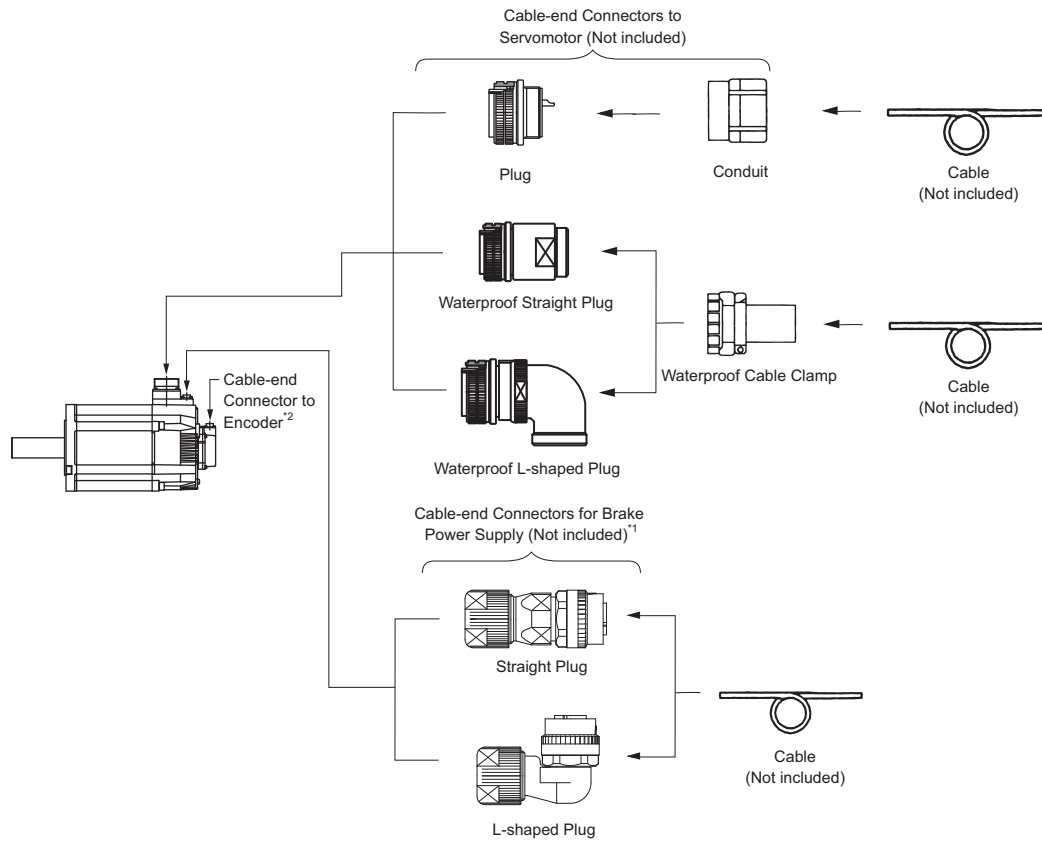 Cable-end Connectors to
Servomotor (Not included)
Plug
Conduit
Cable
(Not included)
Waterproof Straight Plug
Waterproof Cable Clamp
Cable
(Not included)
Cable-end
Connector to
Encoder*2
Waterproof L-shaped Plug
Cable-end Connectors for Brake
Power Supply (Not included)*1
Straight Plug
Cable
(Not included)
L-shaped Plug